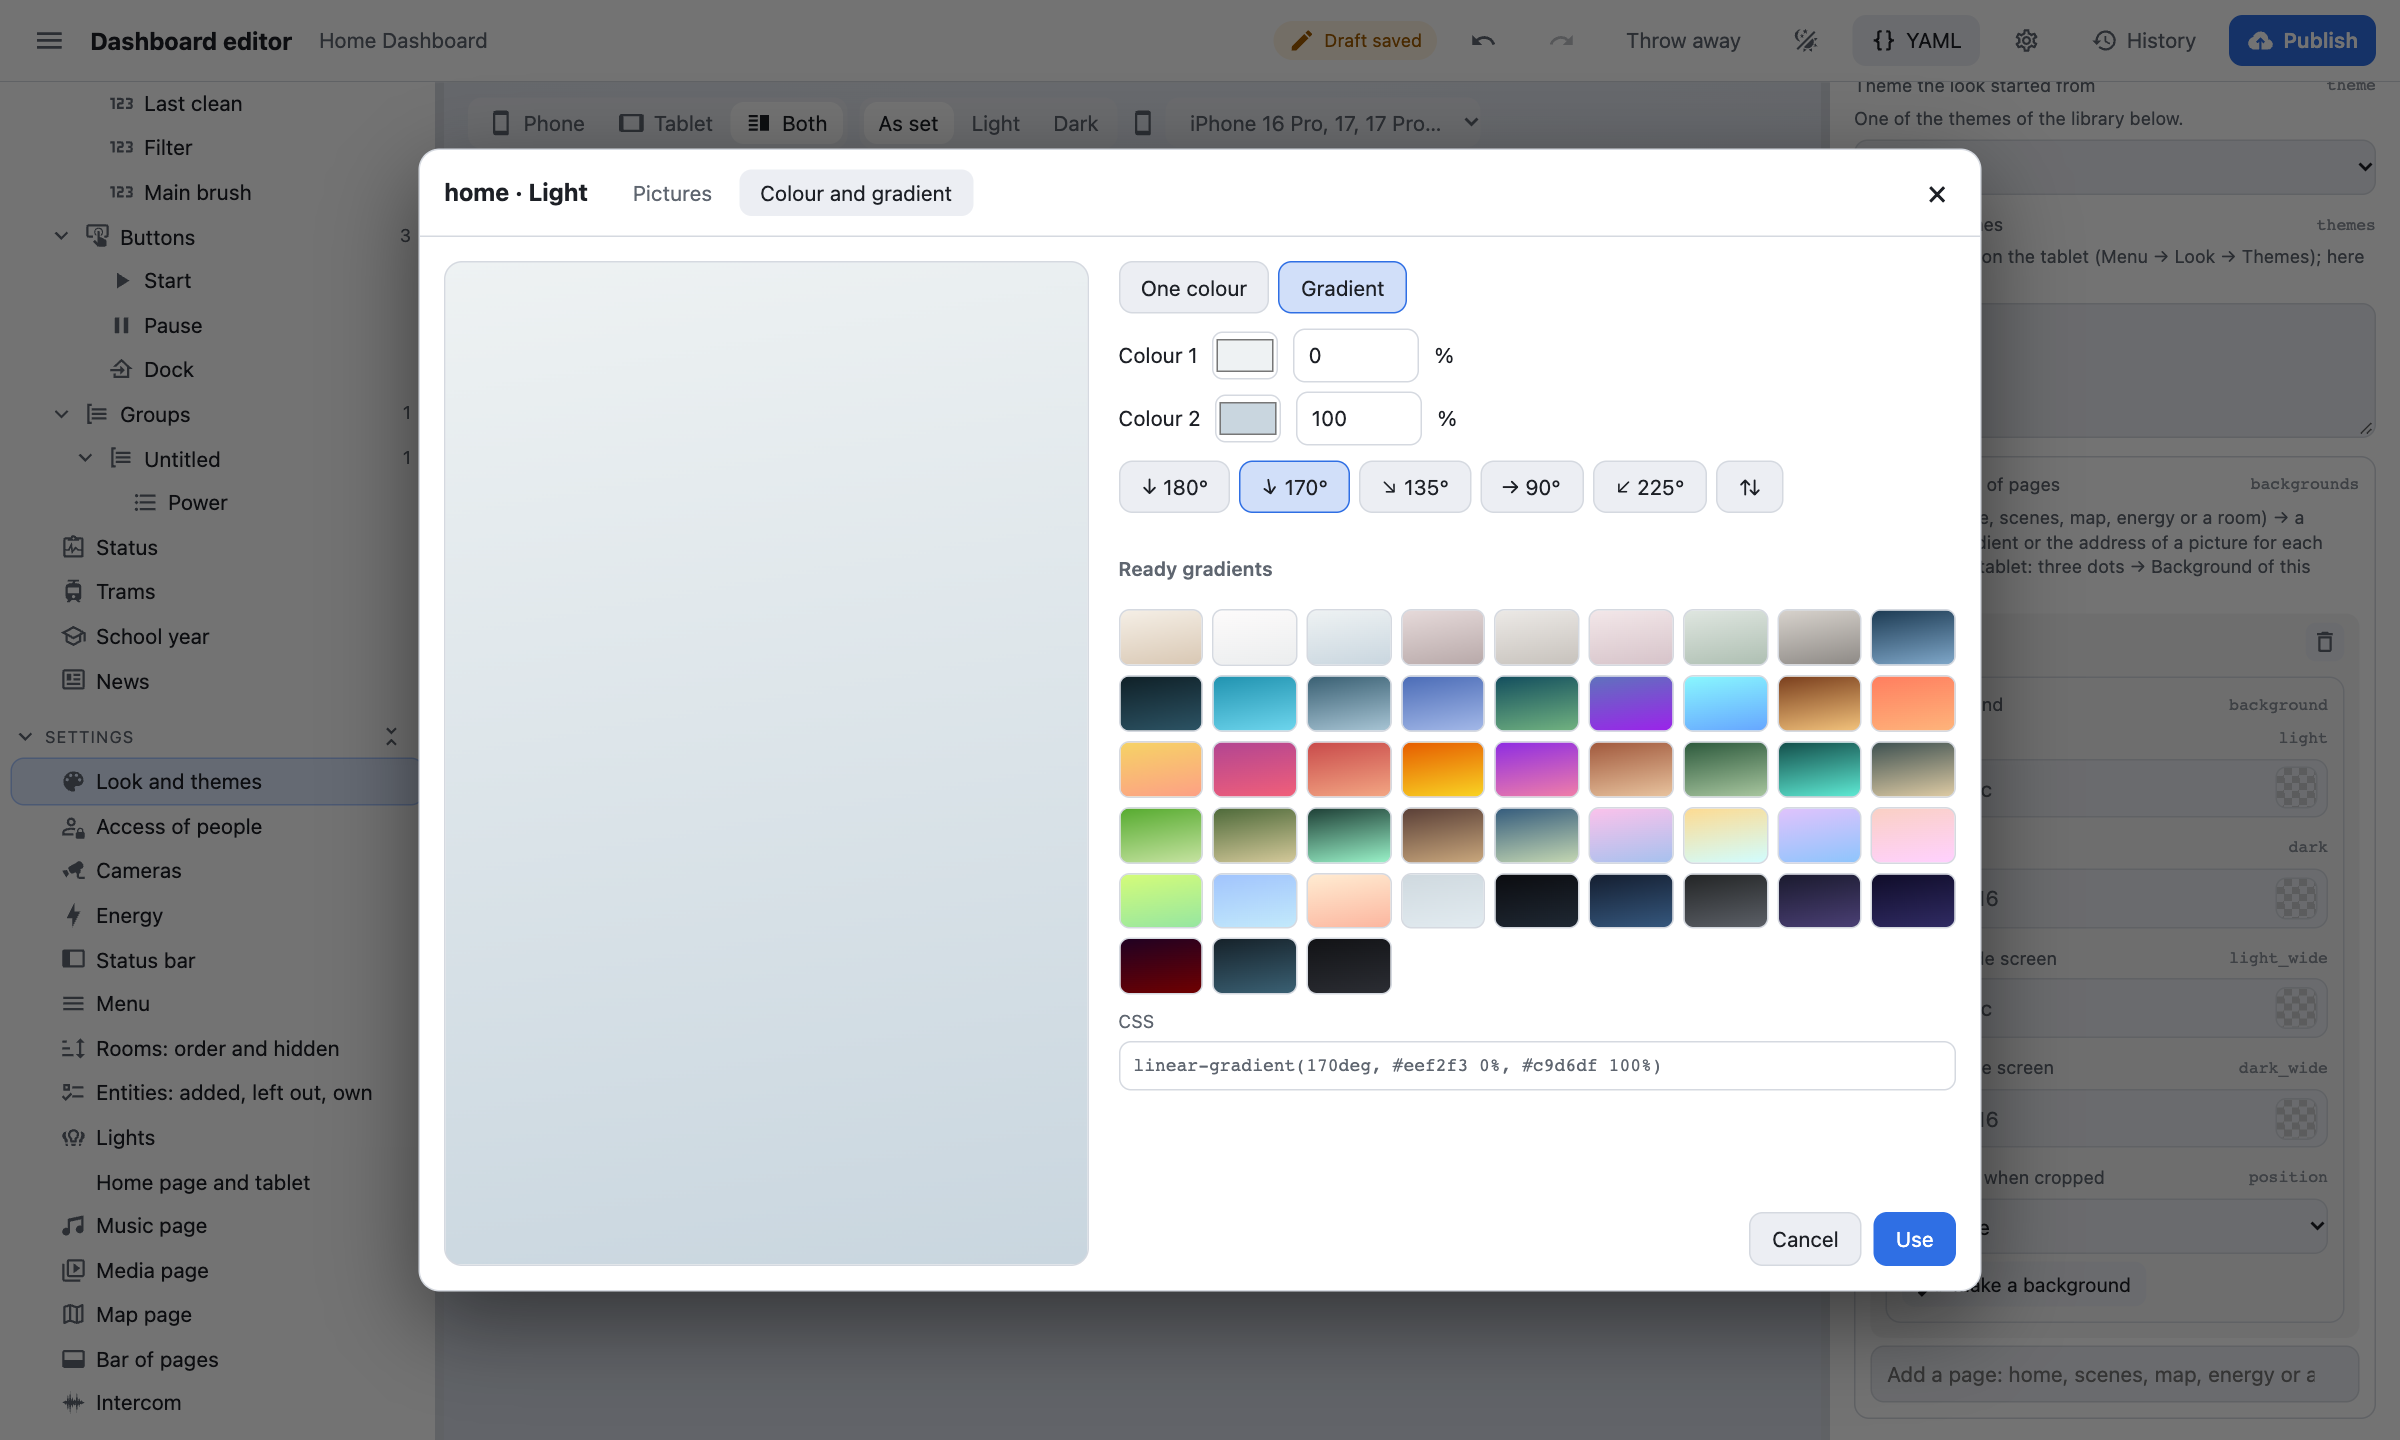 Dashboard editor
Home Dashboard
Draft saved
Throw away
{} YAML
History
Publish
123 Last clean
123 Filter
123 Main brush
Buttons 3
Start
Pause
Dock
Groups 1
Untitled 1
Power
Status
Trams
School year
News
SETTINGS
Look and themes
Access of people
Cameras
Energy
Status bar
Menu
Rooms: order and hidden
Entities: added, left out, own
Lights
Home page and tablet
Music page
Media page
Map page
Bar of pages
Intercom
Phone
Tablet
Both
As set
Light
Dark
iPhone 16 Pro, 17, 17 Pro...
home · Light
Pictures
Colour and gradient
One colour
Gradient
Colour 1 0 %
Colour 2 100 %
↓ 180°
↓ 170°
↘ 135°
→ 90°
↙ 225°
Ready gradients
CSS
linear-gradient(170deg, #eef2f3 0%, #c9d6df 100%)
Cancel
Use
Theme the look started from theme
One of the themes of the library below.
themes
on the tablet (Menu → Look → Themes); here
of pages backgrounds
, scenes, map, energy or a room) → a
or the address of a picture for each
tablet: three dots → Background of this
background
light
dark
screen light_wide
screen dark_wide
when cropped position
a background
Add a page: home, scenes, map, energy or a